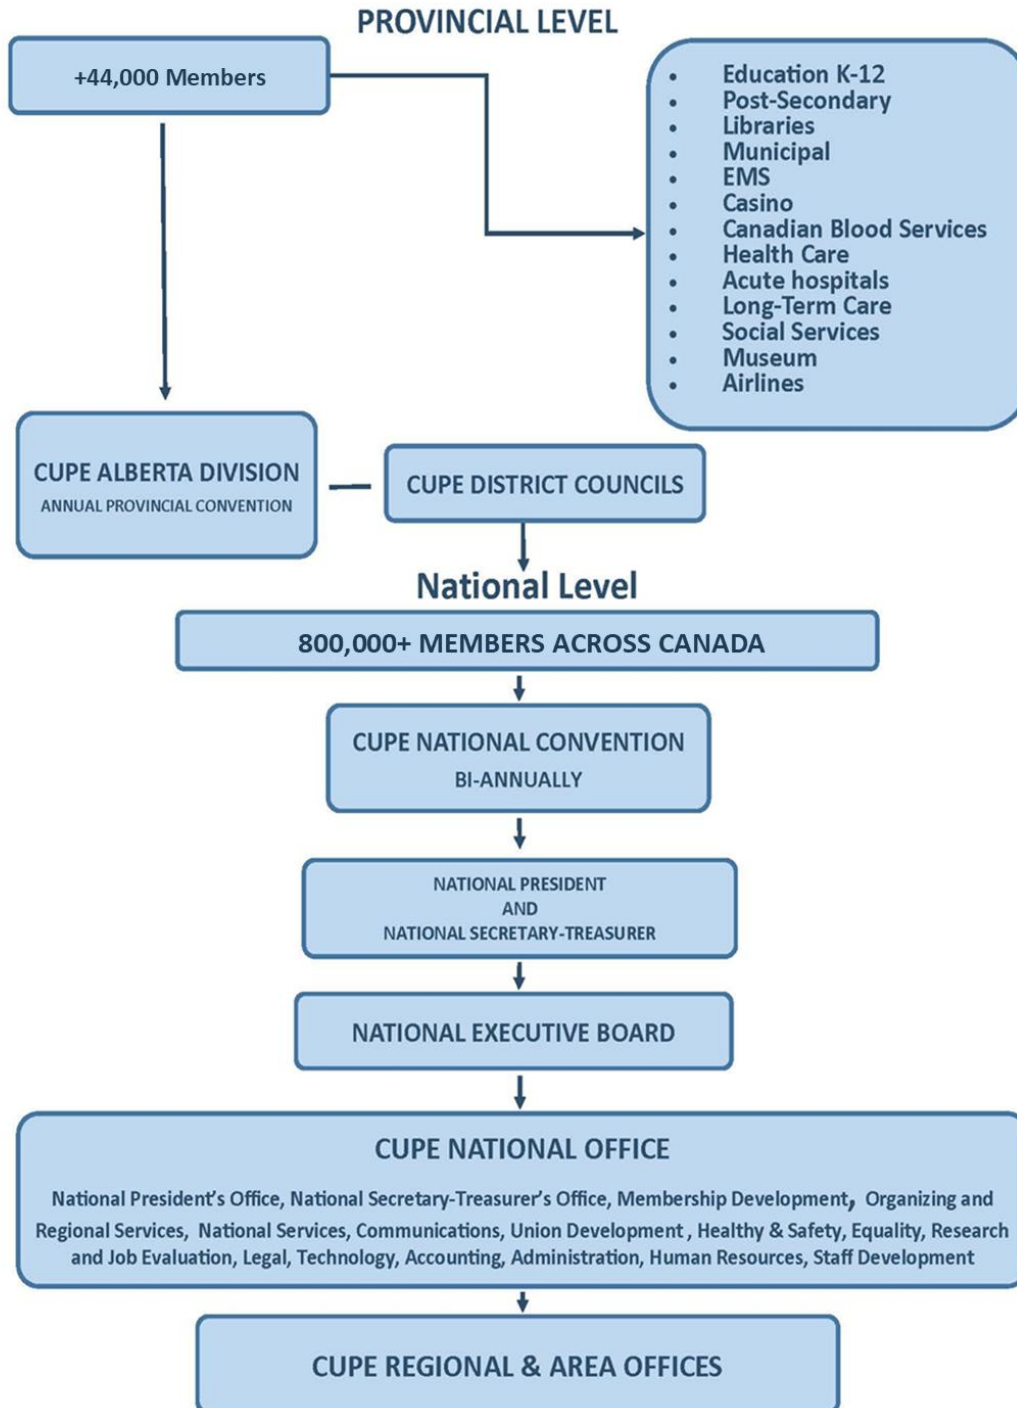 PROVINCIAL LEVEL
+44,000 Members
• Education K-12
• Post-Secondary
• Libraries
• Municipal
• EMS
• Casino
• Canadian Blood Services
• Health Care
• Acute hospitals
• Long-Term Care
• Social Services
• Museum
• Airlines
CUPE ALBERTA DIVISION
ANNUAL PROVINCIAL CONVENTION
CUPE DISTRICT COUNCILS
National Level
800,000+ MEMBERS ACROSS CANADA
CUPE NATIONAL CONVENTION
BI-ANNUALLY
NATIONAL PRESIDENT
AND
NATIONAL SECRETARY-TREASURER
NATIONAL EXECUTIVE BOARD
CUPE NATIONAL OFFICE
National President's Office, National Secretary-Treasurer's Office, Membership Development, Organizing and
Regional Services, National Services, Communications, Union Development , Healthy & Safety, Equality, Research
and Job Evaluation, Legal, Technology, Accounting, Administration, Human Resources, Staff Development
CUPE REGIONAL & AREA OFFICES